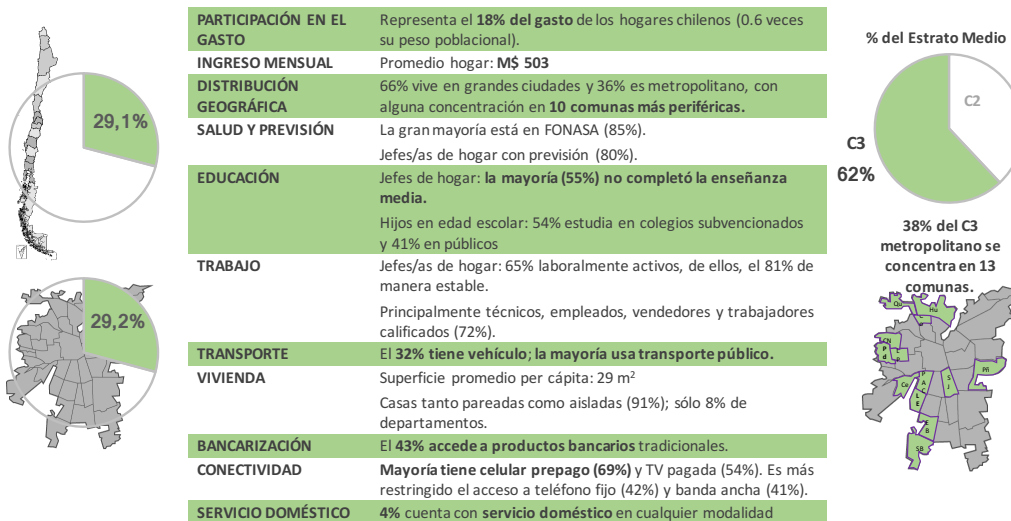 29,1%
29,2%
PARTICIPACIÓN EN EL
GASTO
Representa el 18% del gasto de los hogares chilenos (0.6 veces
su peso poblacional).
INGRESO MENSUAL
Promedio hogar: M$ 503
DISTRIBUCIÓN
GEOGRÁFICA
66% vive en grandes ciudades y 36% es metropolitano, con
alguna concentración en 10 comunas más periféricas.
SALUD Y PREVISIÓN
La gran mayoría está en FONASA (85%).
Jefes/as de hogar con previsión (80%).
EDUCACIÓN
Jefes de hogar: la mayoría (55%) no completó la enseñanza
media.
Hijos en edad escolar: 54% estudia en colegios subvencionados
y 41% en públicos
TRABAJO
Jefes/as de hogar: 65% laboralmente activos, de ellos, el 81% de
manera estable.
Principalmente técnicos, empleados, vendedores y trabajadores
calificados (72%).
TRANSPORTE
El 32% tiene vehículo; la mayoría usa transporte público.
VIVIENDA
Superficie promedio per cápita: 29 m²
Casas tanto pareadas como aisladas (91%); sólo 8% de
departamentos.
BANCARIZACIÓN
El 43% accede a productos bancarios tradicionales.
CONECTIVIDAD
Mayoría tiene celular prepago (69%) y TV pagada (54%). Es más
restringido el acceso a teléfono fijo (42%) y banda ancha (41%).
SERVICIO DOMÉSTICO
4% cuenta con servicio doméstico en cualquier modalidad
% del Estrato Medio
C2
C3
62%
38% del C3
metropolitano se
concentra en 13
comunas.
Hu
CN
Pd
Ce
PAC
LE
SJ
Pñ
EB
SB